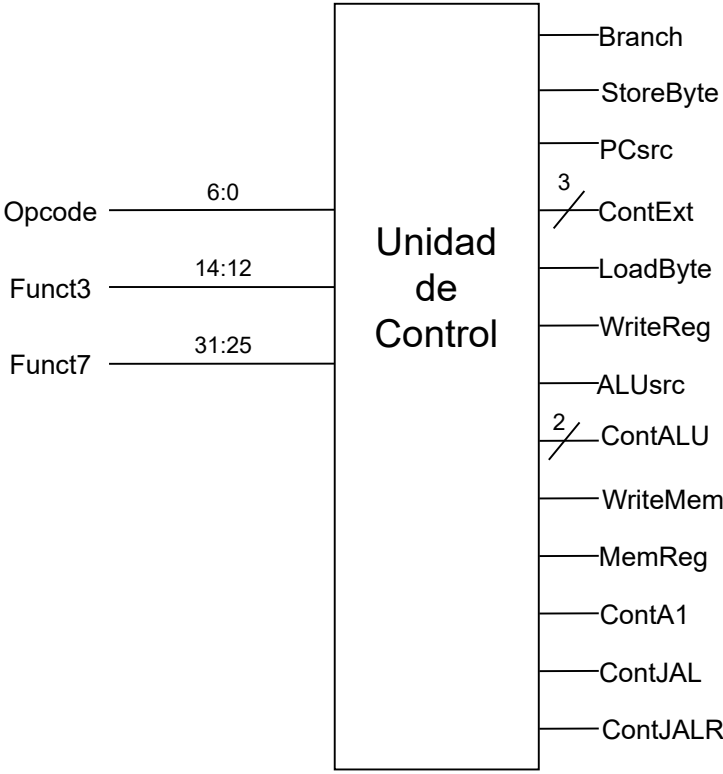 Branch
StoreByte
PCsrc
3
ContExt
LoadByte
WriteReg
ALUsrc
2
ContALU
WriteMem
MemReg
ContA1
ContJAL
ContJALR
Opcode
6:0
Funct3
14:12
Funct7
31:25
Unidad
de
Control